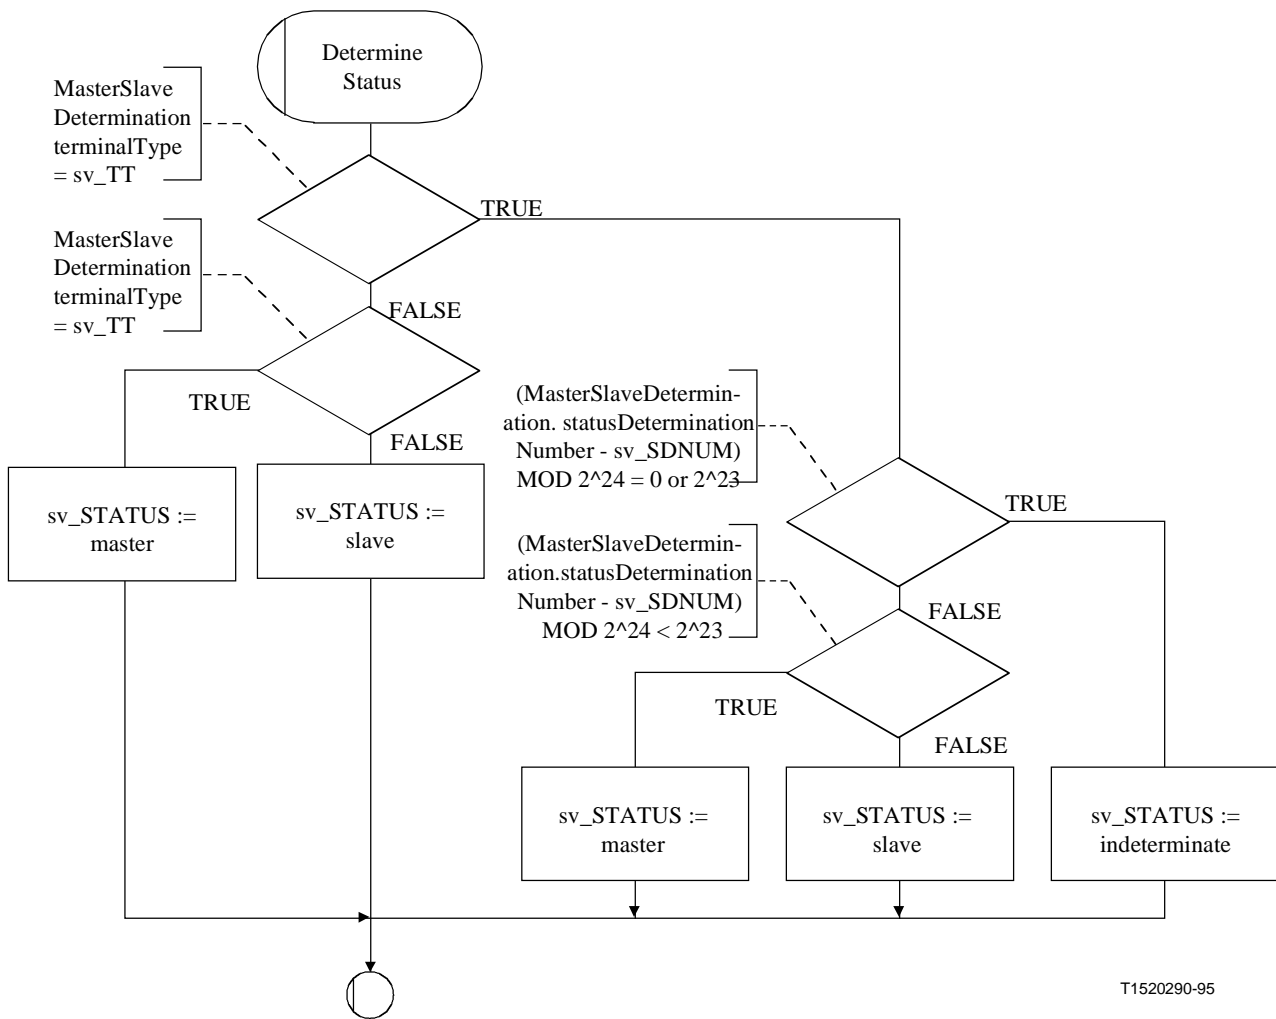 Determine
Status
MasterSlave
Determination
terminalType
= sv_TT
TRUE
MasterSlave
Determination
terminalType
= sv_TT
FALSE
TRUE
FALSE
(MasterSlaveDetermin-
ation. statusDetermination
Number - sv_SDNUM)
MOD 2^24 = 0 or 2^23
TRUE
sv_STATUS :=
master
sv_STATUS :=
slave
(MasterSlaveDetermin-
ation.statusDetermination
Number - sv_SDNUM)
MOD 2^24 < 2^23
FALSE
TRUE
FALSE
sv_STATUS :=
master
sv_STATUS :=
slave
sv_STATUS :=
indeterminate
T1520290-95